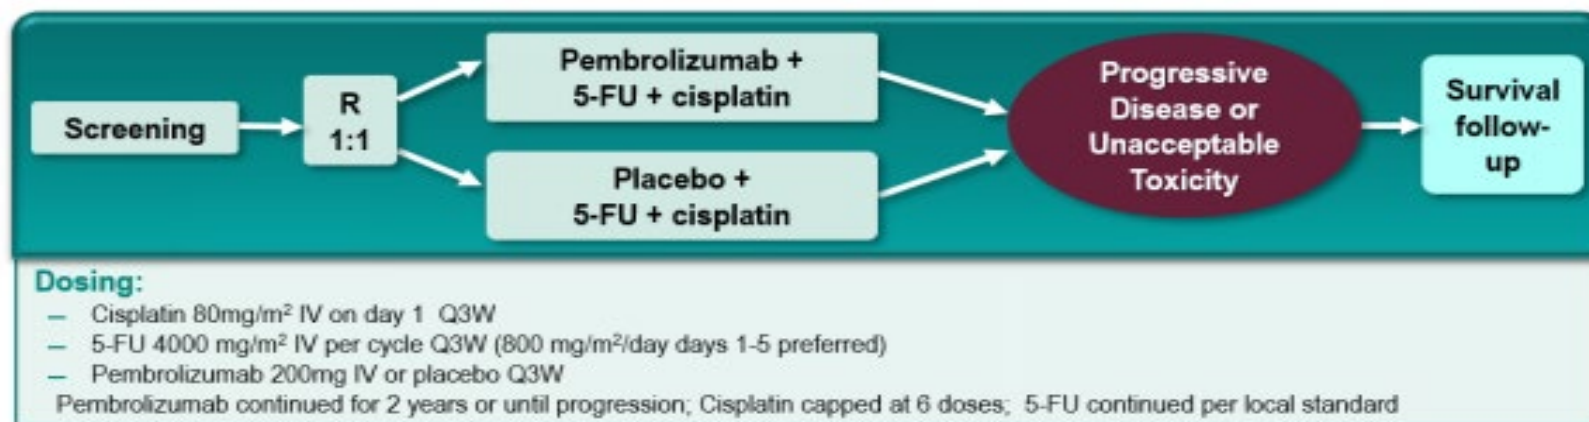 Screening
R
1:1
Pembrolizumab +
5-FU + cisplatin
Placebo +
5-FU + cisplatin
Progressive
Disease or
Unacceptable
Toxicity
Survival
follow-
up
Dosing:
– Cisplatin 80mg/m² IV on day 1 Q3W
– 5-FU 4000 mg/m² IV per cycle Q3W (800 mg/m²/day days 1-5 preferred)
– Pembrolizumab 200mg IV or placebo Q3W
Pembrolizumab continued for 2 years or until progression; Cisplatin capped at 6 doses; 5-FU continued per local standard